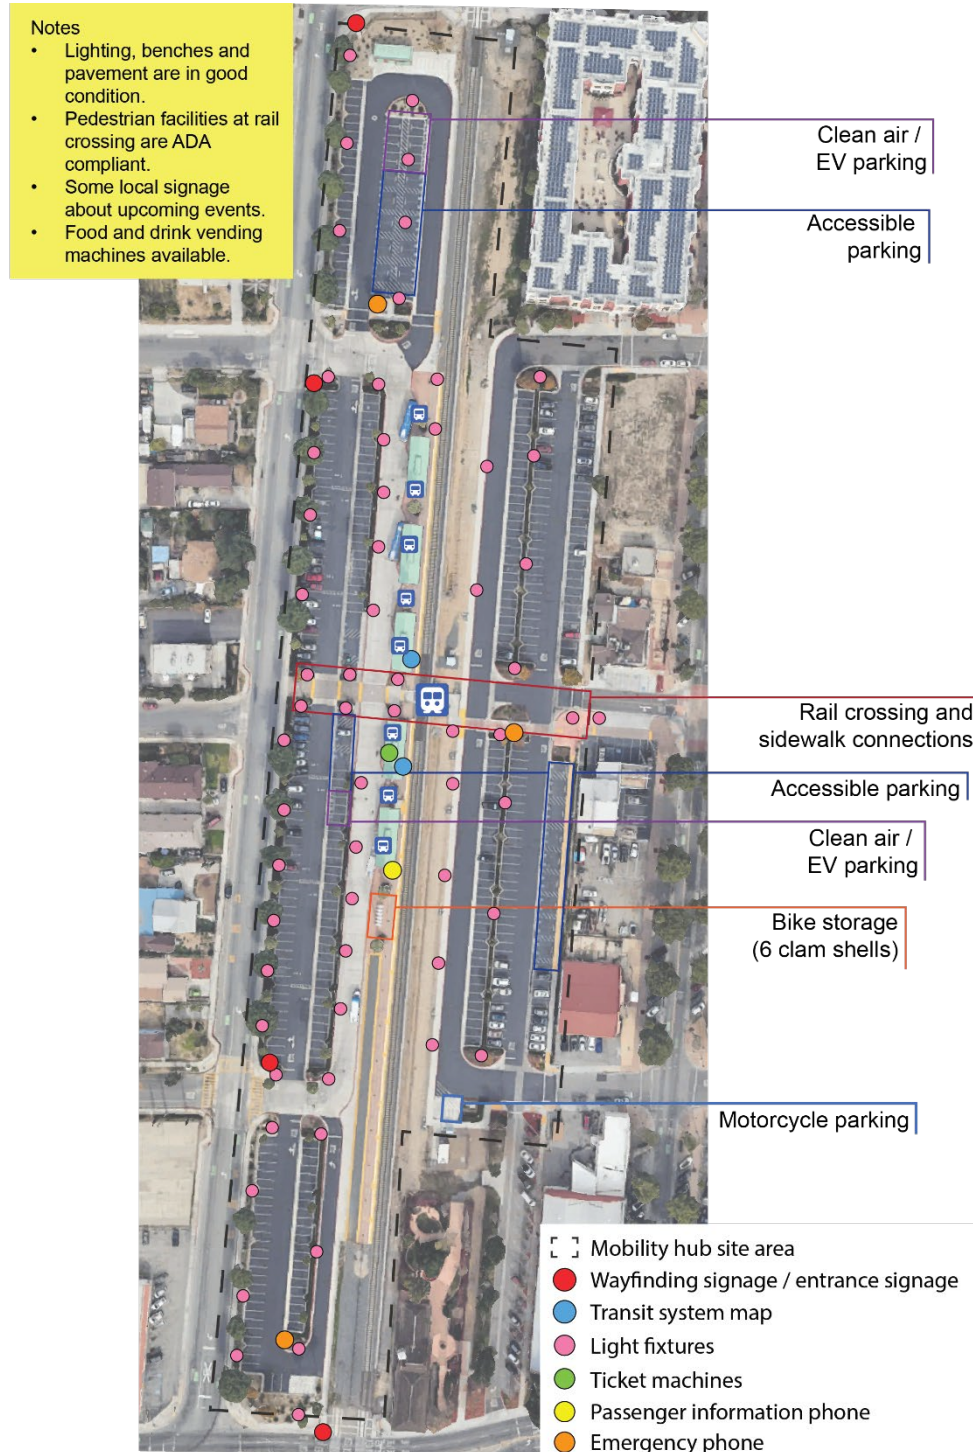 Notes
• Lighting, benches and
pavement are in good
condition.
• Pedestrian facilities at rail
crossing are ADA
compliant.
• Some local signage
about upcoming events.
• Food and drink vending
machines available.
Clean air /
EV parking
Accessible
parking
Rail crossing and
sidewalk connections
Accessible parking
Clean air /
EV parking
Bike storage
(6 clam shells)
Motorcycle parking
Mobility hub site area
Wayfinding signage / entrance signage
Transit system map
Light fixtures
Ticket machines
Passenger information phone
Emergency phone